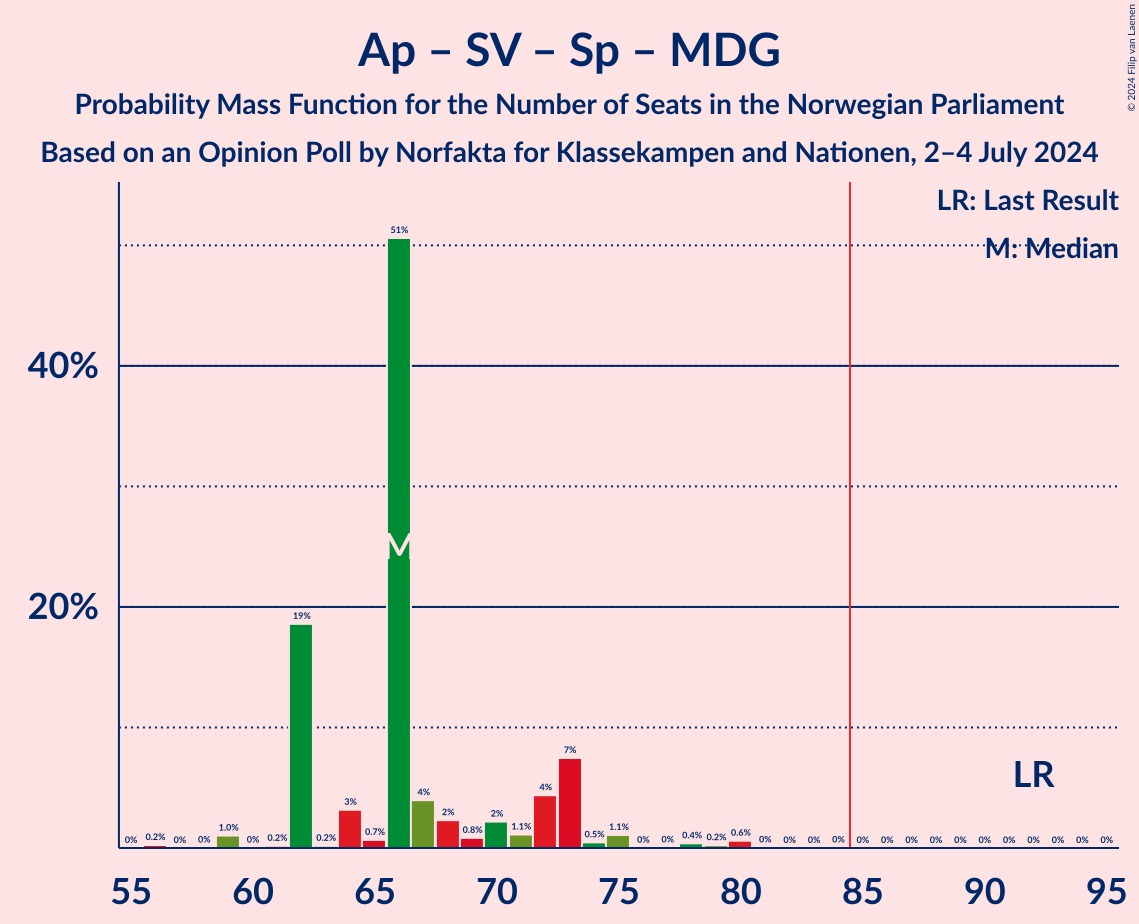 Ap – SV – Sp – MDG
Probability Mass Function for the Number of Seats in the Norwegian Parliament
Based on an Opinion Poll by Norfakta for Klassekampen and Nationen, 2–4 July 2024
© 2024 Filip van Laenen
LR: Last Result
M: Median
40%
20%
0% 0.2% 0% 0% 1.0% 0% 0.2% 19% 0.2% 3% 0.7% 51% 4% 2% 0.8% 2% 1.1% 4% 7% 0.5% 1.1% 0% 0% 0.4% 0.2% 0.6% 0% 0% 0% 0% 0% 0% 0% 0% 0% 0% 0% 0% 0% 0% 0%
M
LR
55 60 65 70 75 80 85 90 95